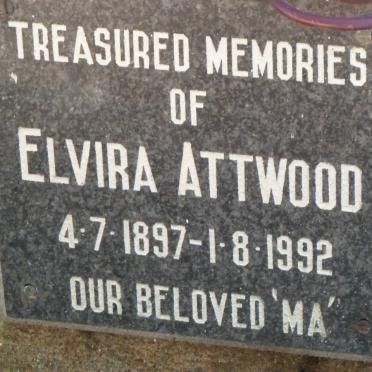 TREASURED MEMORIES
OF
ELVIRA ATTWOOD
4·7·1897-1·8·1992
OUR BELOVED 'MA"